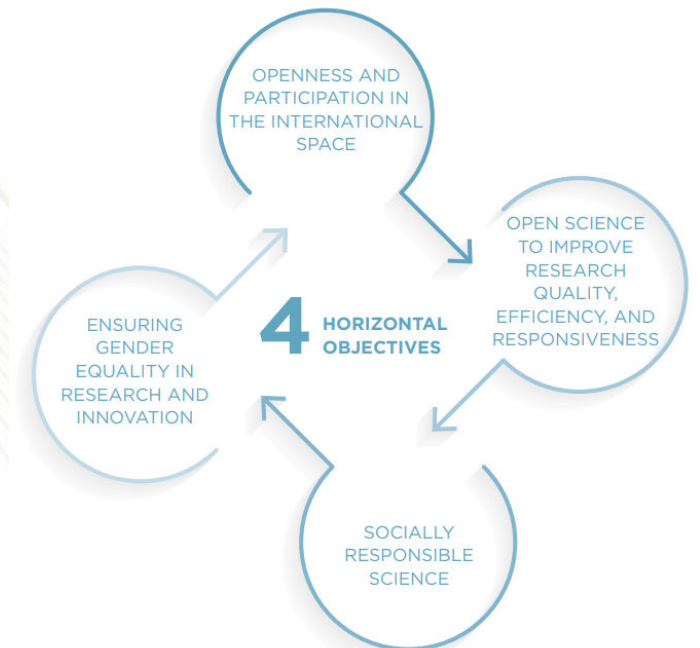 OPENNESS AND
PARTICIPATION IN
THE INTERNATIONAL
SPACE
OPEN SCIENCE
TO IMPROVE
RESEARCH
QUALITY,
EFFICIENCY, AND
RESPONSIVENESS
4 HORIZONTAL
OBJECTIVES
ENSURING
GENDER
EQUALITY IN
RESEARCH AND
INNOVATION
SOCIALLY
RESPONSIBLE
SCIENCE